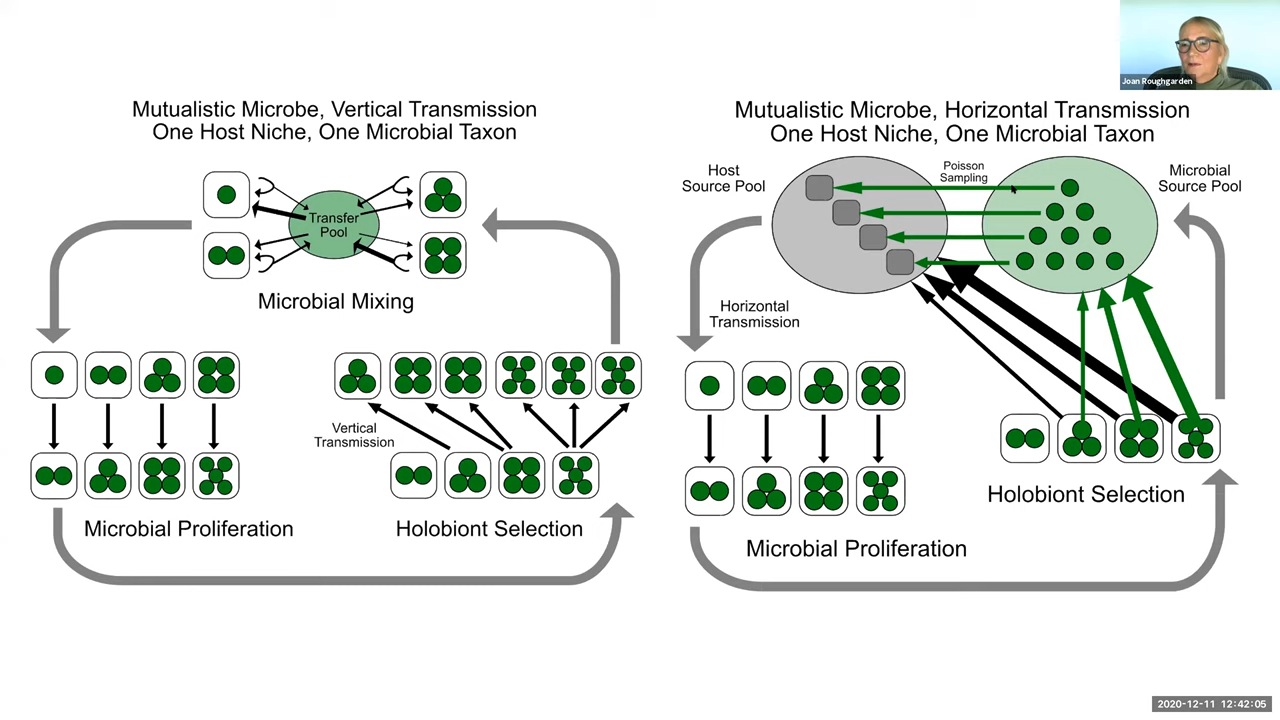 Joan Roughgarden
Mutualistic Microbe, Vertical Transmission
One Host Niche, One Microbial Taxon
Transfer
Pool
Microbial Mixing
Vertical
Transmission
Microbial Proliferation
Holobiont Selection
Mutualistic Microbe, Horizontal Transmission
One Host Niche, One Microbial Taxon
Host
Source Pool
Poisson
Sampling
Microbial
Source Pool
Horizontal
Transmission
Holobiont Selection
Microbial Proliferation
2020-12-11 12:42:05